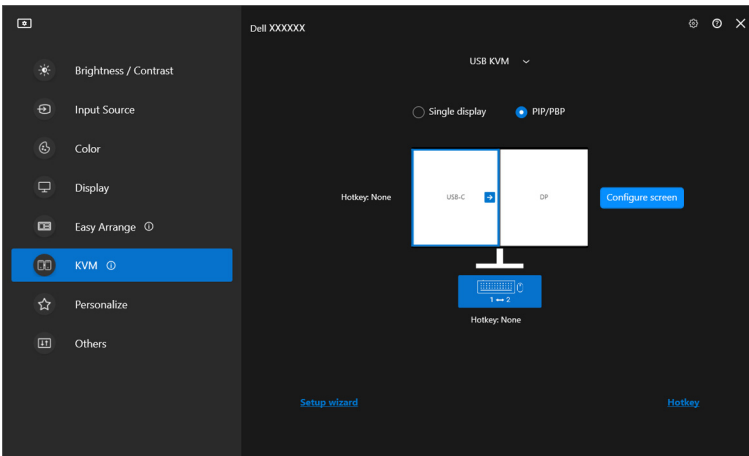 Dell XXXXXX
Brightness / Contrast
Input Source
Color
Display
Easy Arrange
KVM
Personalize
Others
USB KVM
Single display
PIP/PBP
Hotkey: None
USB-C
DP
Configure screen
1 ↔ 2
Hotkey: None
Setup wizard
Hotkey